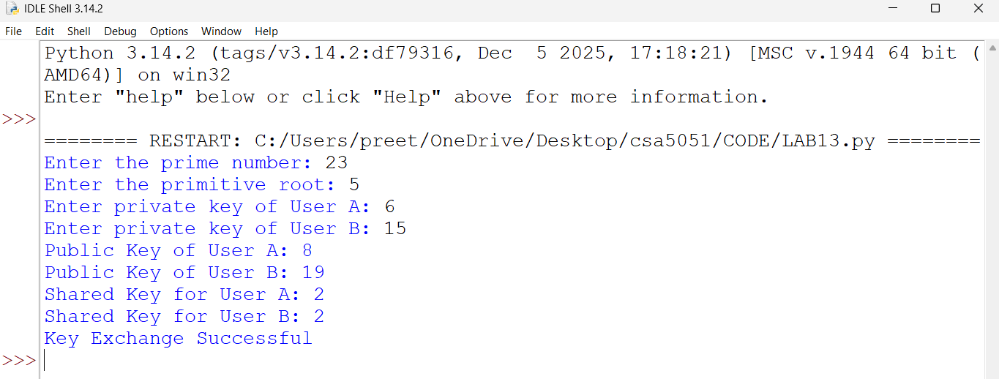 IDLE Shell 3.14.2
File Edit Shell Debug Options Window Help
Python 3.14.2 (tags/v3.14.2:df79316, Dec  5 2025, 17:18:21) [MSC v.1944 64 bit (
AMD64)] on win32
Enter "help" below or click "Help" above for more information.
>>>
======== RESTART: C:/Users/preet/OneDrive/Desktop/csa5051/CODE/LAB13.py ========
Enter the prime number: 23
Enter the primitive root: 5
Enter private key of User A: 6
Enter private key of User B: 15
Public Key of User A: 8
Public Key of User B: 19
Shared Key for User A: 2
Shared Key for User B: 2
Key Exchange Successful
>>>